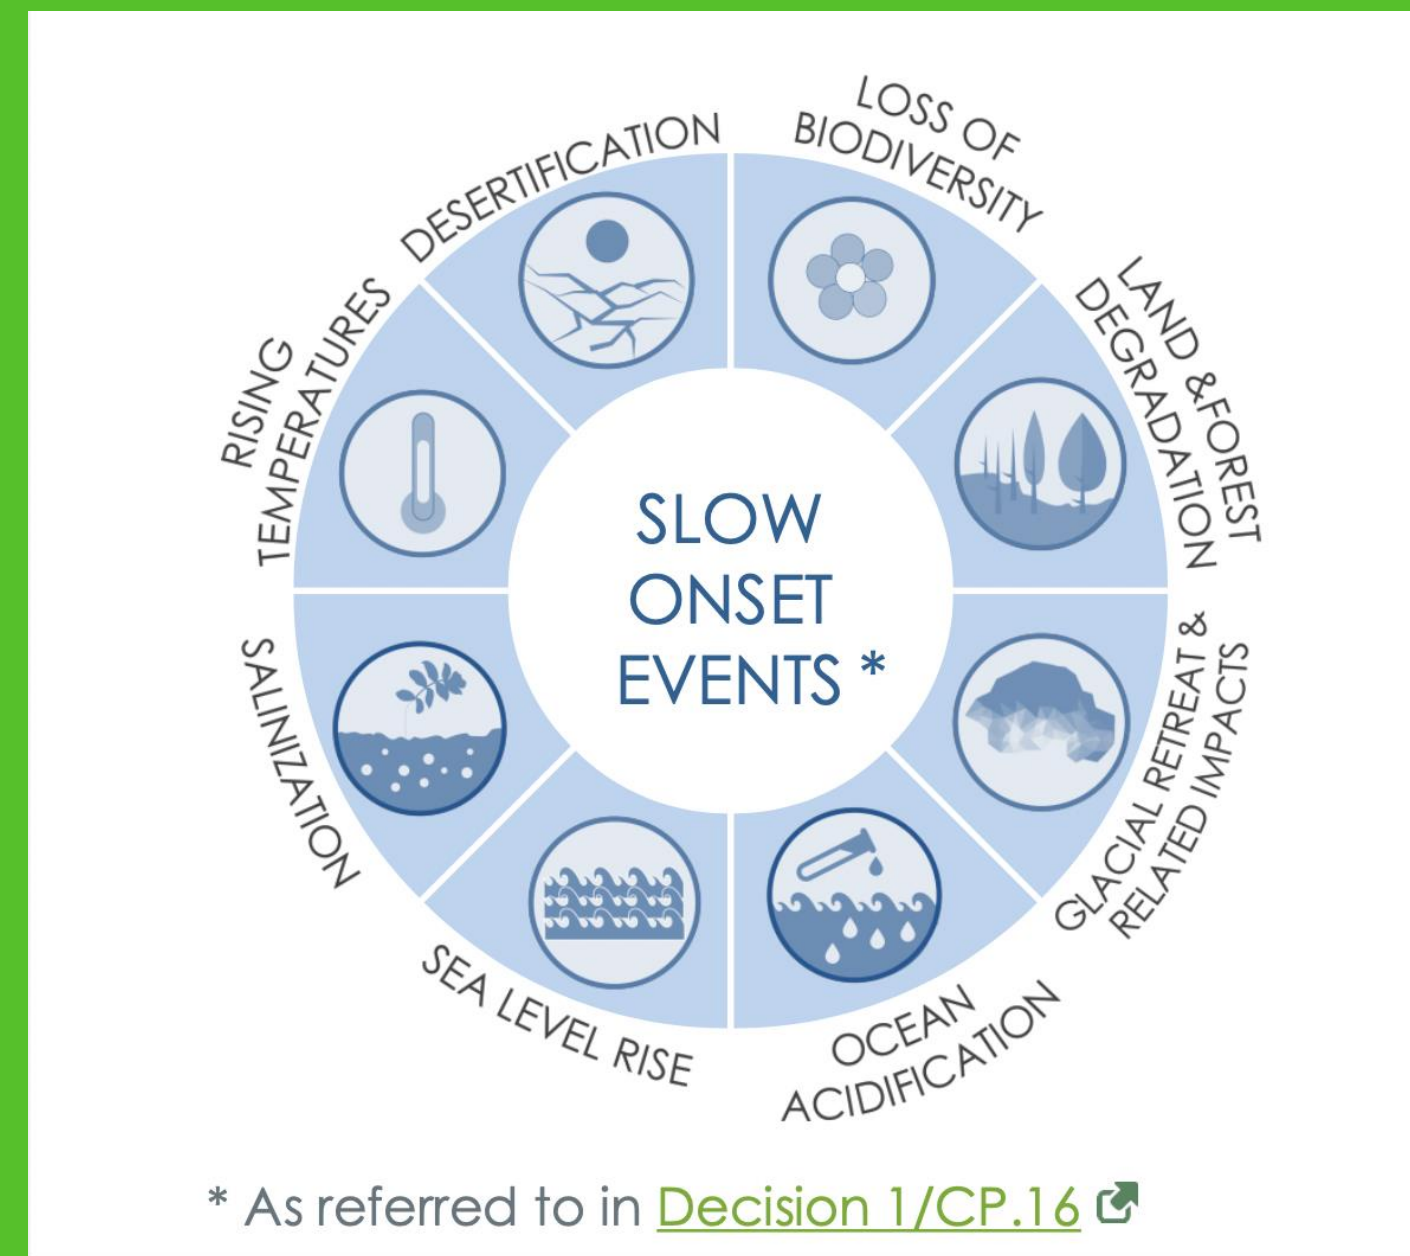 DESERTIFICATION
LOSS OF
BIODIVERSITY
LAND &FOREST
DEGRADATION
GLACIAL RETREAT &
RELATED IMPACTS
OCEAN
ACIDIFICATION
SEA LEVEL RISE
SALINIZATION
RISING
TEMPERATURES
SLOW
ONSET
EVENTS *
* As referred to in Decision 1/CP.16